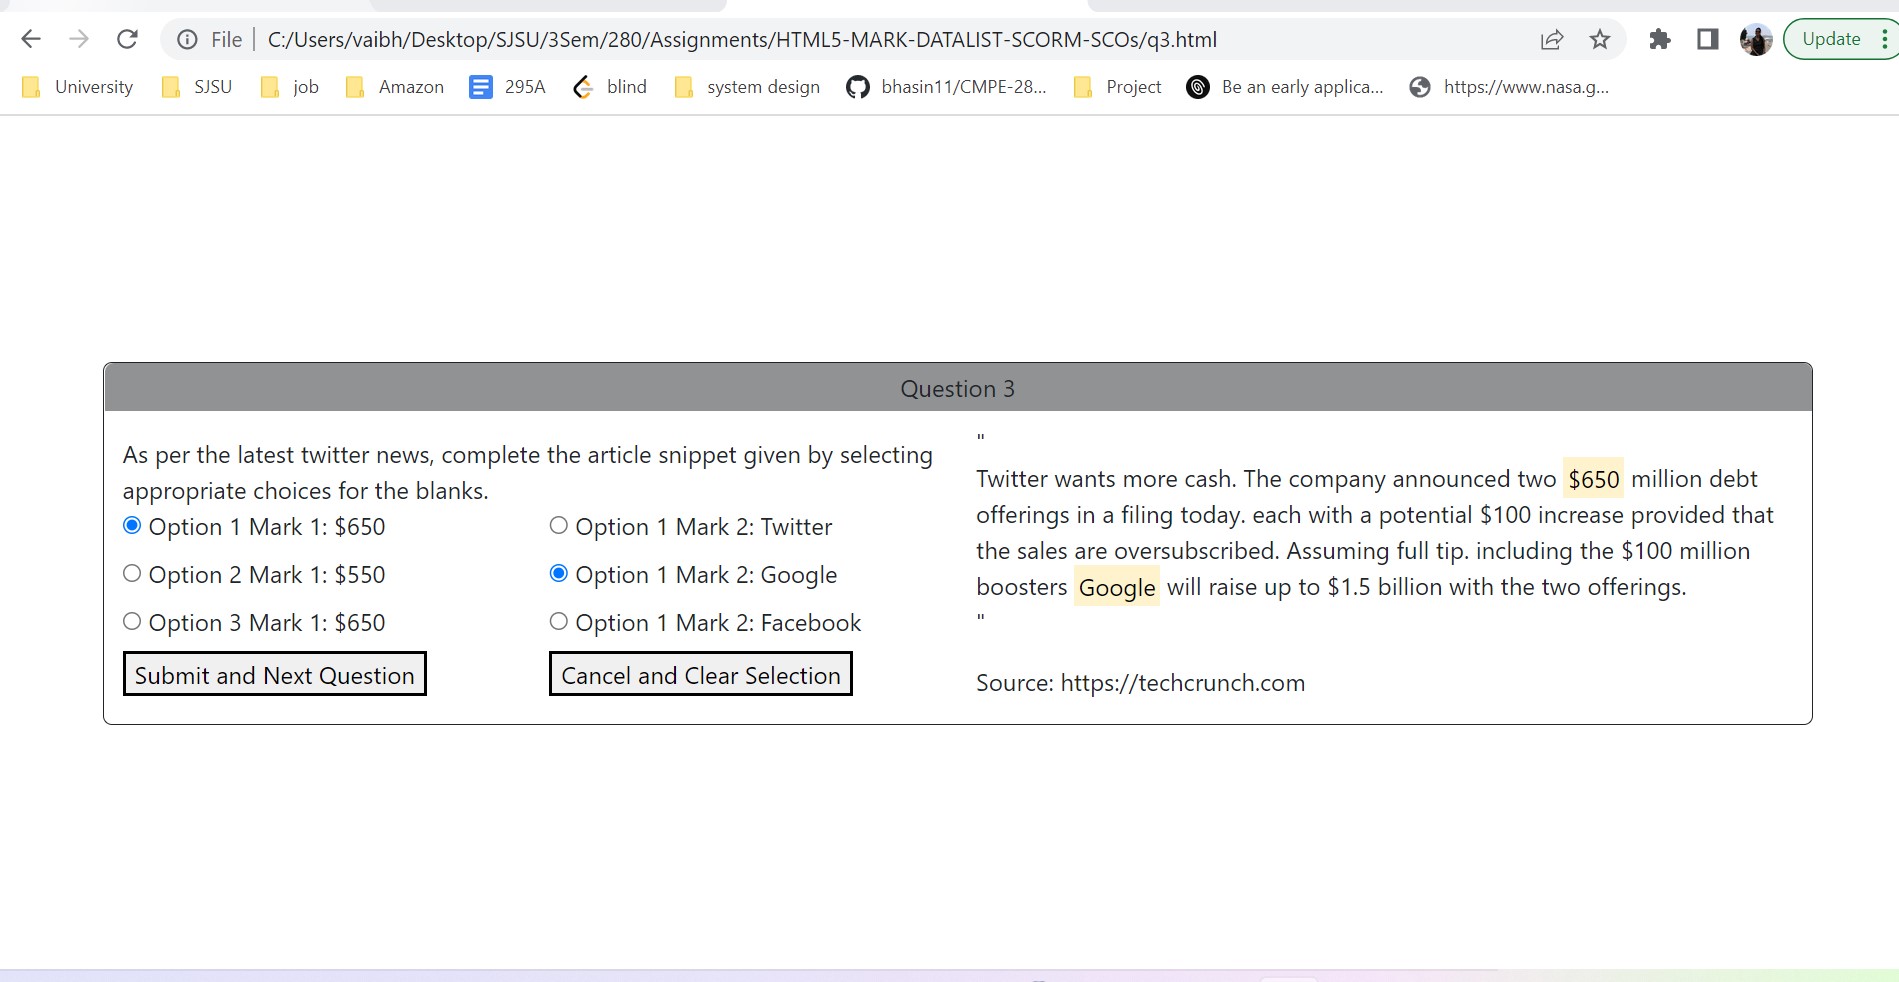 File C:/Users/vaibh/Desktop/SJSU/3Sem/280/Assignments/HTML5-MARK-DATALIST-SCORM-SCOs/q3.html Update
University SJSU job Amazon 295A blind system design bhasin11/CMPE-28... Project Be an early applica... https://www.nasa.g...
Question 3
As per the latest twitter news, complete the article snippet given by selecting
appropriate choices for the blanks.
Option 1 Mark 1: $650
Option 1 Mark 2: Twitter
Option 2 Mark 1: $550
Option 1 Mark 2: Google
Option 3 Mark 1: $650
Option 1 Mark 2: Facebook
Submit and Next Question
Cancel and Clear Selection
"
Twitter wants more cash. The company announced two $650 million debt
offerings in a filing today. each with a potential $100 increase provided that
the sales are oversubscribed. Assuming full tip. including the $100 million
boosters Google will raise up to $1.5 billion with the two offerings.
"
Source: https://techcrunch.com